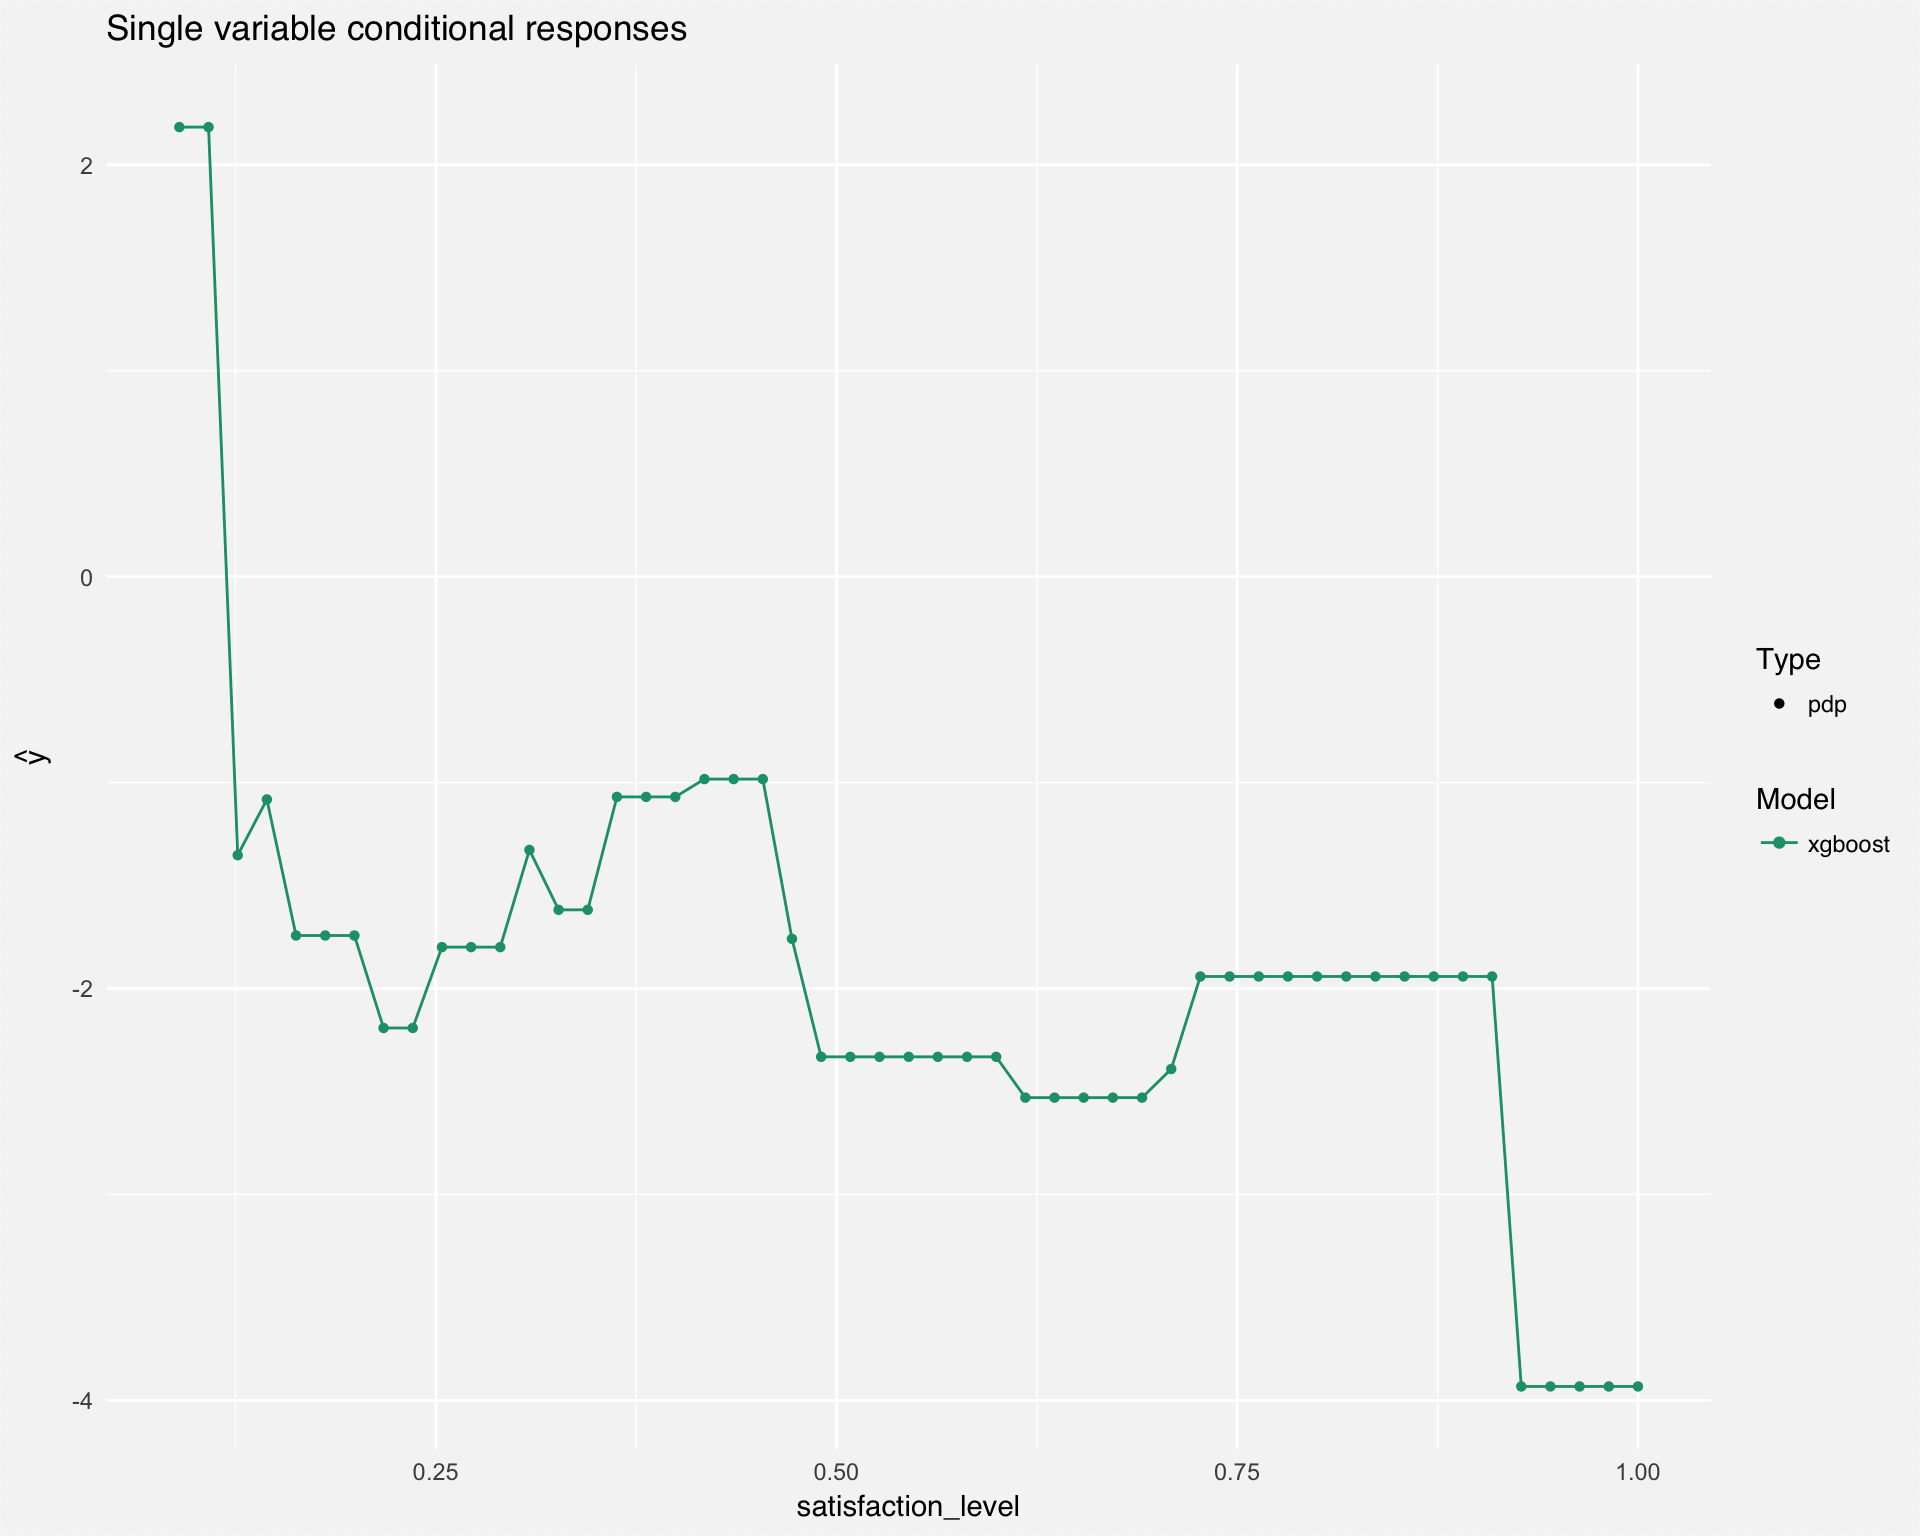 Single variable conditional responses
2
0
-2
-4
ŷ
0.25 0.50 0.75 1.00
satisfaction_level
Type
pdp
Model
xgboost